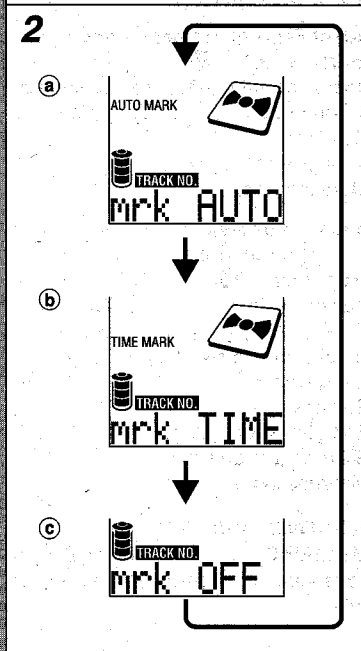 2
ⓐ
AUTO MARK
TRACK NO.
mrk AUTO
ⓑ
TIME MARK
TRACK NO.
mrk TIME
ⓒ
TRACK NO.
mrk OFF